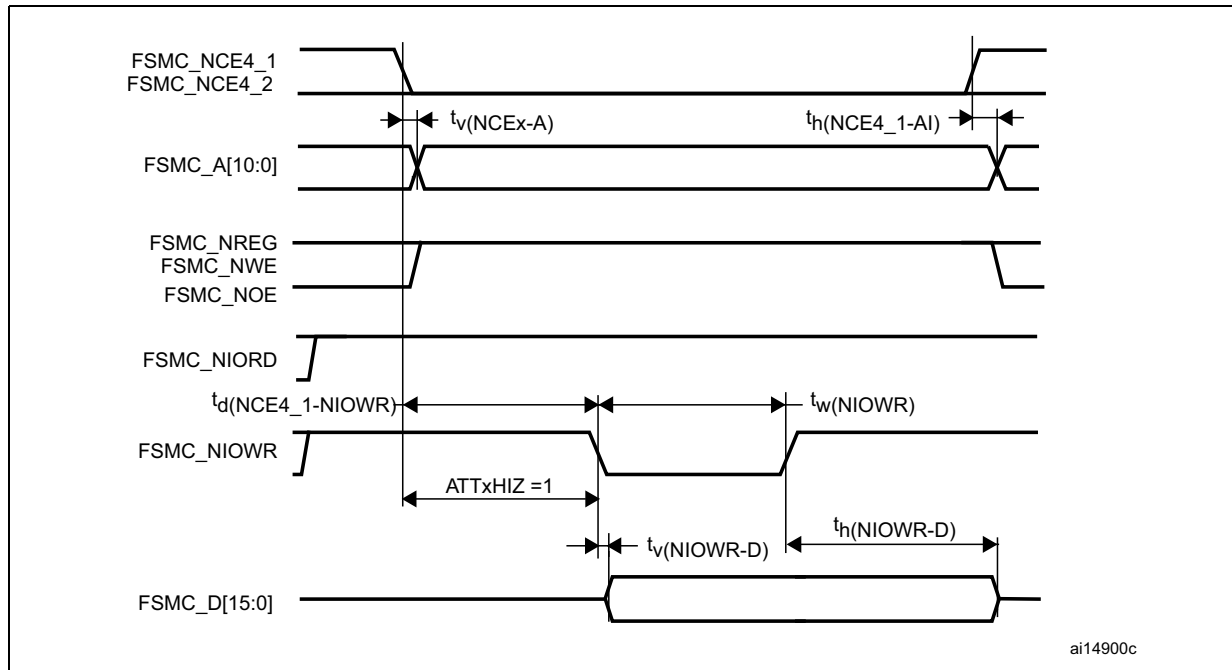 FSMC_NCE4_1
FSMC_NCE4_2
tv(NCEx-A)
th(NCE4_1-AI)
FSMC_A[10:0]
FSMC_NREG
FSMC_NWE
FSMC_NOE
FSMC_NIORD
td(NCE4_1-NIOWR)
tw(NIOWR)
FSMC_NIOWR
ATTxHIZ =1
tv(NIOWR-D)
th(NIOWR-D)
FSMC_D[15:0]
ai14900c